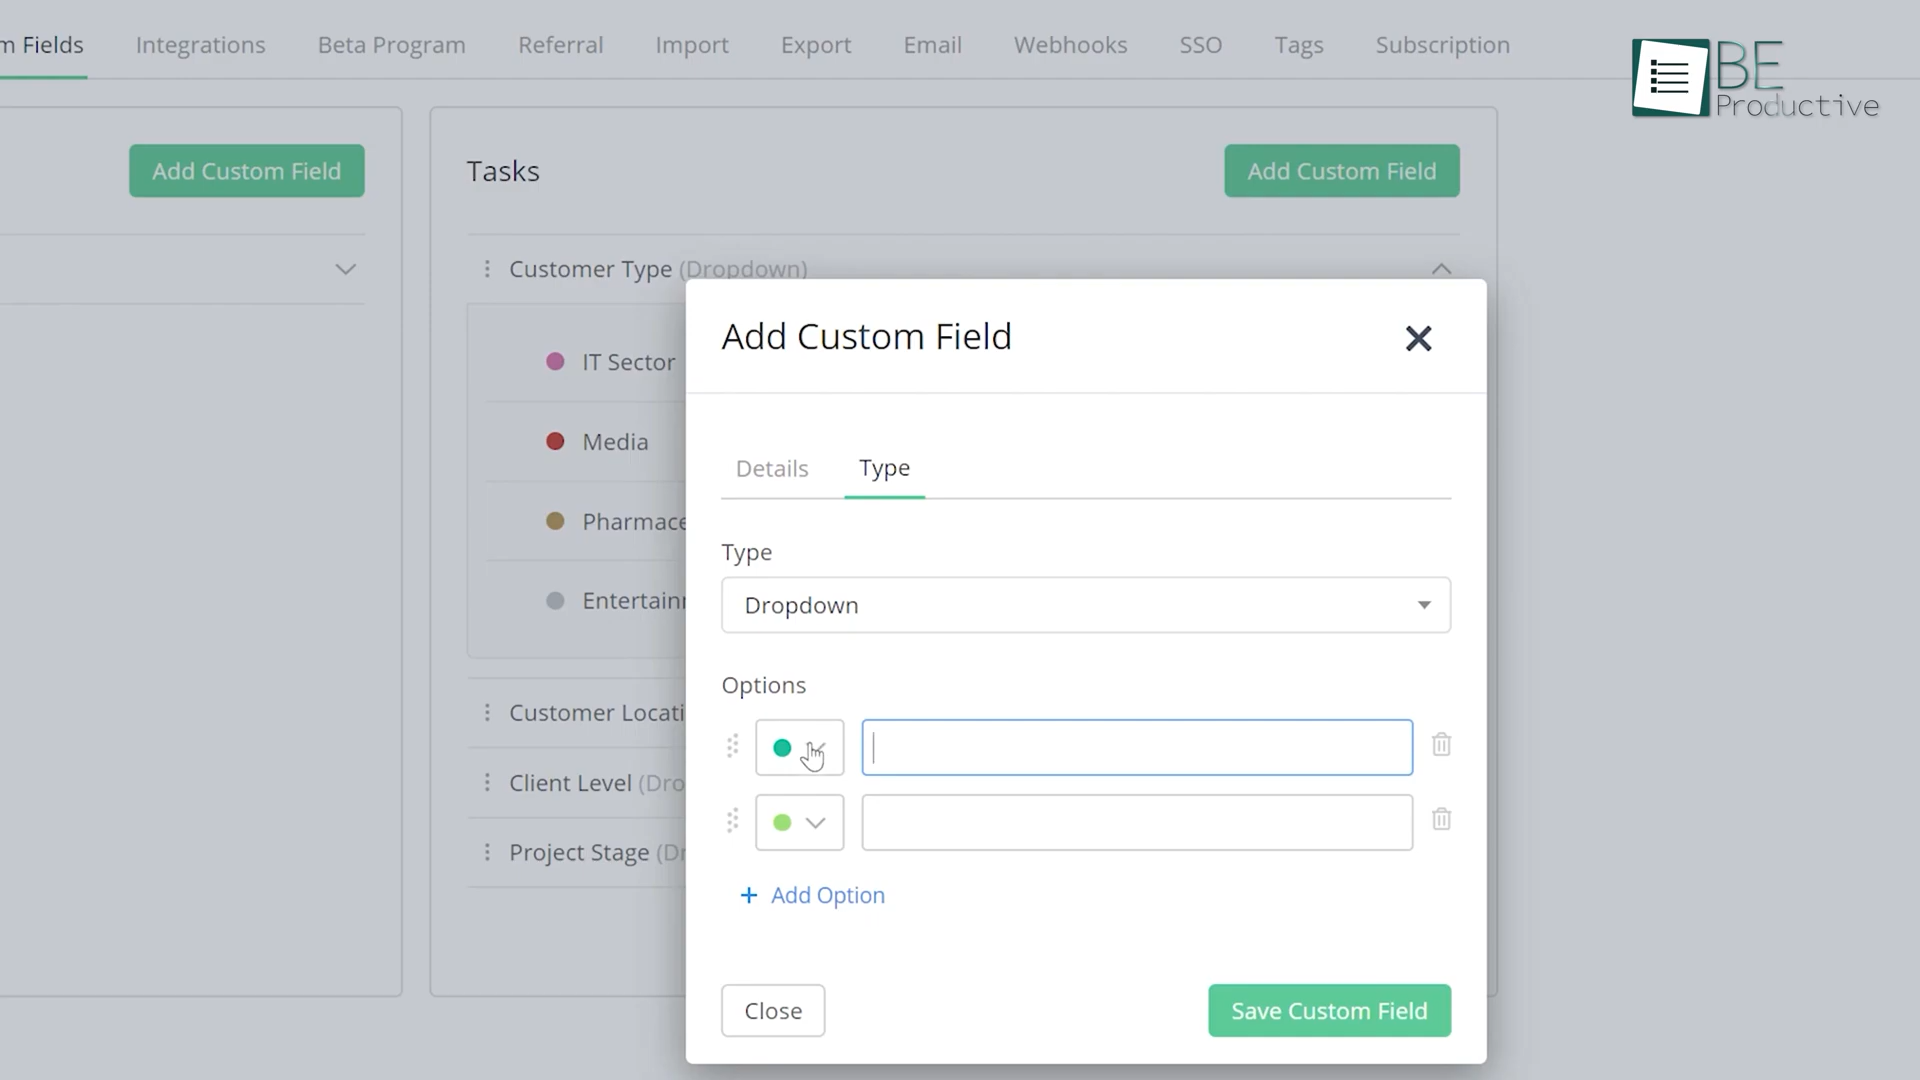 m Fields
Integrations
Beta Program
Referral
Import
Export
Email
Webhooks
SSO
Tags
Subscription
BE
Productive
Add Custom Field
Tasks
Add Custom Field
Customer Type (Dropdown)
IT Sector
Media
Pharmace
Entertain
Customer Locati
Client Level (Dro
Project Stage (Dr
Add Custom Field
Details
Type
Type
Dropdown
Options
Add Option
Close
Save Custom Field